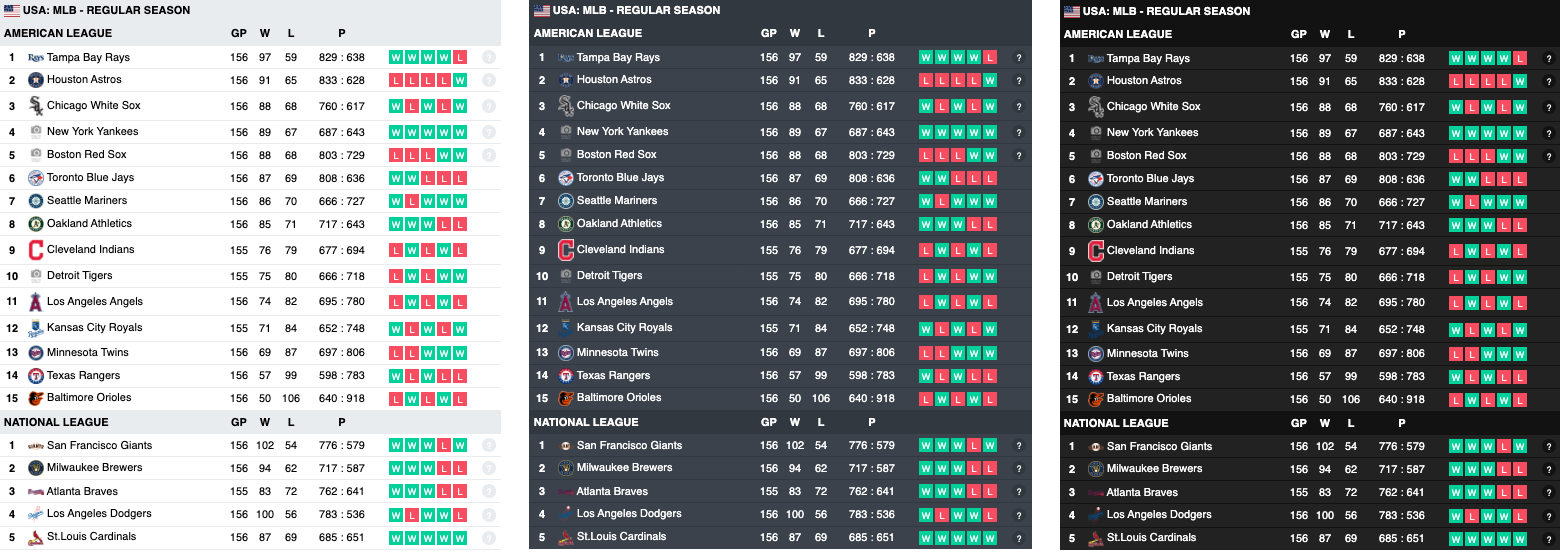 USA: MLB - REGULAR SEASON
AMERICAN LEAGUE GP W L P
1 Tampa Bay Rays 156 97 59 829 : 638 W W W W L ?
2 Houston Astros 156 91 65 833 : 628 L L L L W ?
3 Chicago White Sox 156 88 68 760 : 617 W L W L W ?
4 New York Yankees 156 89 67 687 : 643 W W W W W ?
5 Boston Red Sox 156 88 68 803 : 729 L L L W W ?
6 Toronto Blue Jays 156 87 69 808 : 636 W W L L L
7 Seattle Mariners 156 86 70 666 : 727 W L W W W
8 Oakland Athletics 156 85 71 717 : 643 W W W L L
9 Cleveland Indians 155 76 79 677 : 694 L W L W L
10 Detroit Tigers 155 75 80 666 : 718 L W L W W
11 Los Angeles Angels 156 74 82 695 : 780 L W L W L
12 Kansas City Royals 155 71 84 652 : 748 W L W L W
13 Minnesota Twins 156 69 87 697 : 806 L L W W W
14 Texas Rangers 156 57 99 598 : 783 W L W L L
15 Baltimore Orioles 156 50 106 640 : 918 L W L W L
NATIONAL LEAGUE GP W L P
1 San Francisco Giants 156 102 54 776 : 579 W W W L W ?
2 Milwaukee Brewers 156 94 62 717 : 587 W W W L L ?
3 Atlanta Braves 155 83 72 762 : 641 W W W L L ?
4 Los Angeles Dodgers 156 100 56 783 : 536 W L W W L ?
5 St.Louis Cardinals 156 87 69 685 : 651 W W W W W ?
USA: MLB - REGULAR SEASON
AMERICAN LEAGUE GP W L P
1 Tampa Bay Rays 156 97 59 829 : 638 W W W W L ?
2 Houston Astros 156 91 65 833 : 628 L L L L W ?
3 Chicago White Sox 156 88 68 760 : 617 W L W L W ?
4 New York Yankees 156 89 67 687 : 643 W W W W W ?
5 Boston Red Sox 156 88 68 803 : 729 L L L W W ?
6 Toronto Blue Jays 156 87 69 808 : 636 W W L L L
7 Seattle Mariners 156 86 70 666 : 727 W L W W W
8 Oakland Athletics 156 85 71 717 : 643 W W W L L
9 Cleveland Indians 155 76 79 677 : 694 L W L W L
10 Detroit Tigers 155 75 80 666 : 718 L W L W W
11 Los Angeles Angels 156 74 82 695 : 780 L W L W L
12 Kansas City Royals 155 71 84 652 : 748 W L W L W
13 Minnesota Twins 156 69 87 697 : 806 L L W W W
14 Texas Rangers 156 57 99 598 : 783 W L W L L
15 Baltimore Orioles 156 50 106 640 : 918 L W L W L
NATIONAL LEAGUE GP W L P
1 San Francisco Giants 156 102 54 776 : 579 W W W L W ?
2 Milwaukee Brewers 156 94 62 717 : 587 W W W L L ?
3 Atlanta Braves 155 83 72 762 : 641 W W W L L ?
4 Los Angeles Dodgers 156 100 56 783 : 536 W L W W L ?
5 St.Louis Cardinals 156 87 69 685 : 651 W W W W W ?
USA: MLB - REGULAR SEASON
AMERICAN LEAGUE GP W L P
1 Tampa Bay Rays 156 97 59 829 : 638 W W W W L ?
2 Houston Astros 156 91 65 833 : 628 L L L L W ?
3 Chicago White Sox 156 88 68 760 : 617 W L W L W ?
4 New York Yankees 156 89 67 687 : 643 W W W W W ?
5 Boston Red Sox 156 88 68 803 : 729 L L L W W ?
6 Toronto Blue Jays 156 87 69 808 : 636 W W L L L
7 Seattle Mariners 156 86 70 666 : 727 W L W W W
8 Oakland Athletics 156 85 71 717 : 643 W W W L L
9 Cleveland Indians 155 76 79 677 : 694 L W L W L
10 Detroit Tigers 155 75 80 666 : 718 L W L W W
11 Los Angeles Angels 156 74 82 695 : 780 L W L W L
12 Kansas City Royals 155 71 84 652 : 748 W L W L W
13 Minnesota Twins 156 69 87 697 : 806 L L W W W
14 Texas Rangers 156 57 99 598 : 783 W L W L L
15 Baltimore Orioles 156 50 106 640 : 918 L W L W L
NATIONAL LEAGUE GP W L P
1 San Francisco Giants 156 102 54 776 : 579 W W W L W ?
2 Milwaukee Brewers 156 94 62 717 : 587 W W W L L ?
3 Atlanta Braves 155 83 72 762 : 641 W W W L L ?
4 Los Angeles Dodgers 156 100 56 783 : 536 W L W W L ?
5 St.Louis Cardinals 156 87 69 685 : 651 W W W W W ?